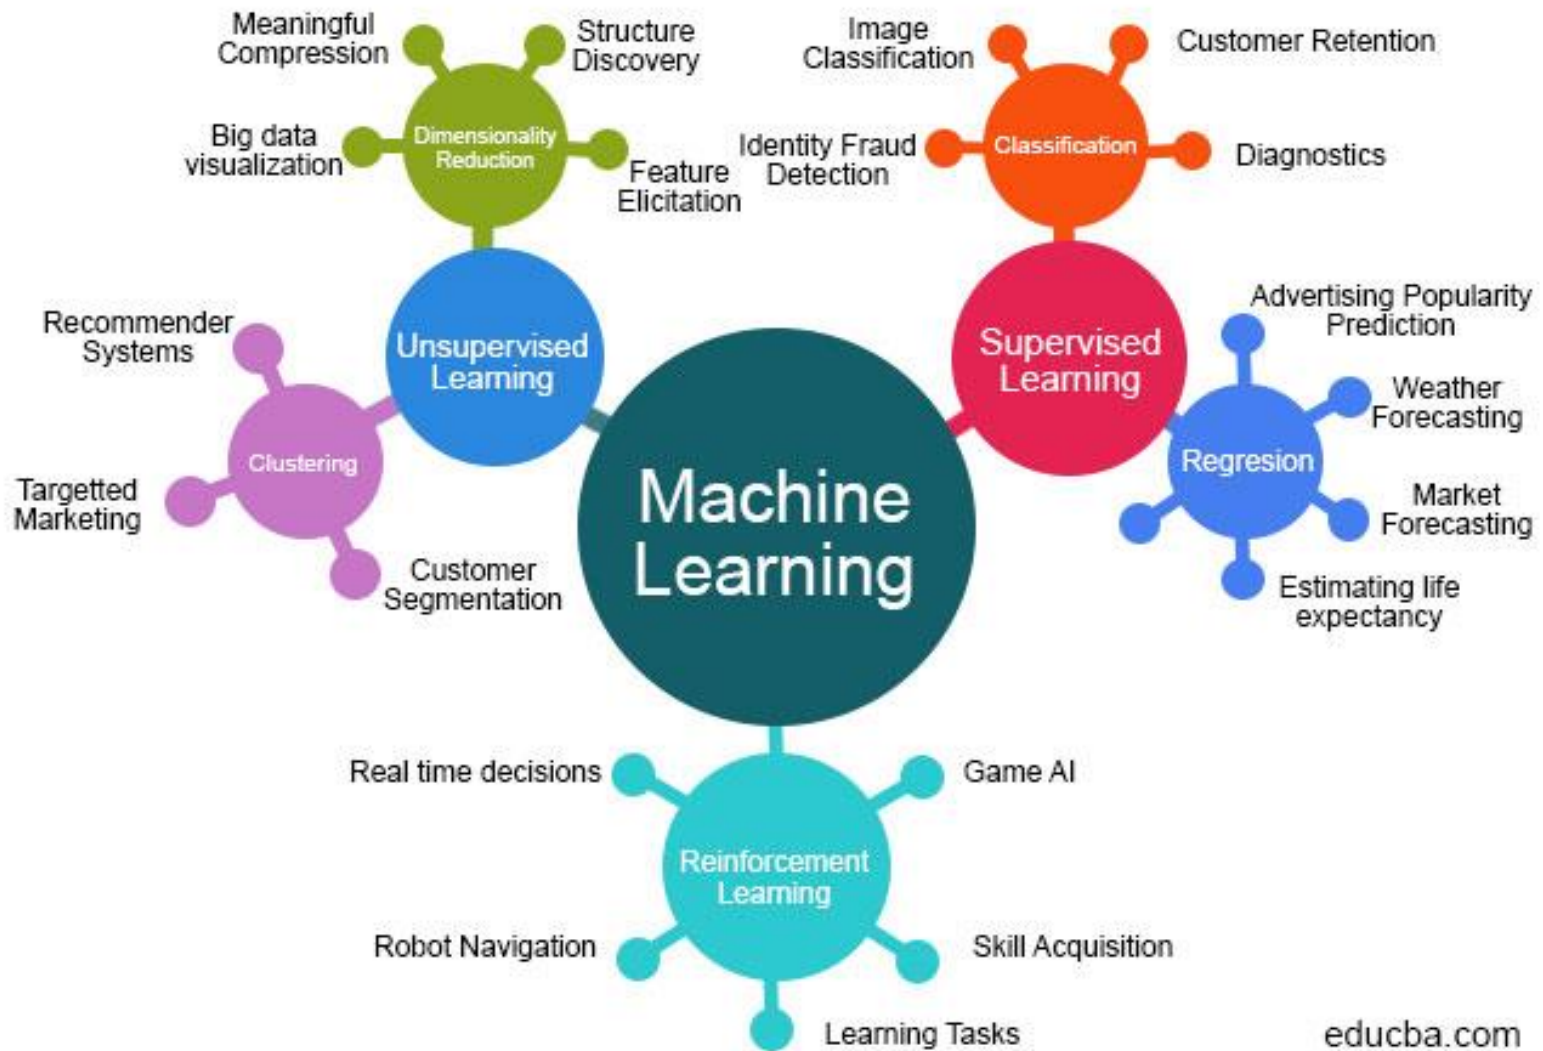 Meaningful
Compression
Structure
Discovery
Big data
visualization
Dimensionality
Reduction
Feature
Elicitation
Image
Classification
Customer Retention
Identity Fraud
Detection
Classification
Diagnostics
Recommender
Systems
Unsupervised
Learning
Clustering
Targetted
Marketing
Customer
Segmentation
Machine
Learning
Supervised
Learning
Advertising Popularity
Prediction
Weather
Forecasting
Regresion
Market
Forecasting
Estimating life
expectancy
Real time decisions
Game AI
Reinforcement
Learning
Robot Navigation
Skill Acquisition
Learning Tasks
educba.com